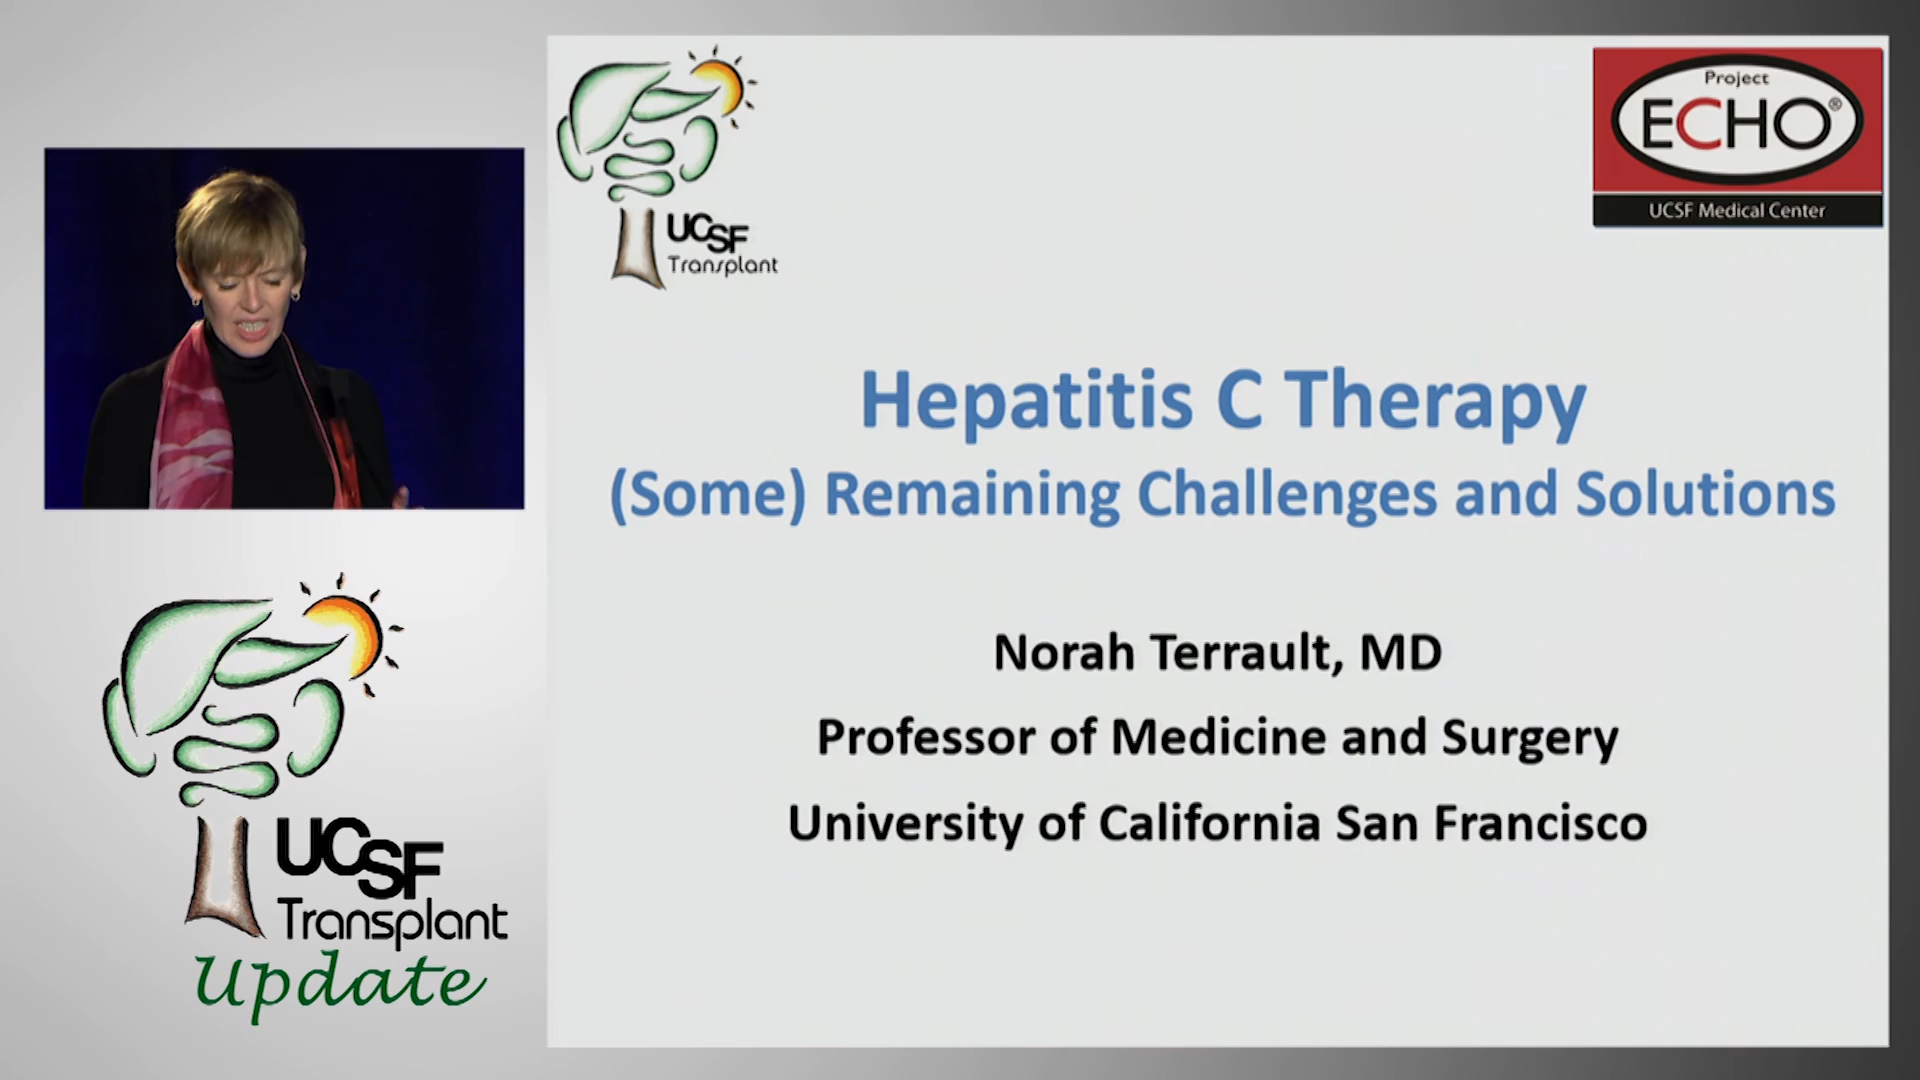 UCSF
Transplant
Project
ECHO®
UCSF Medical Center
Hepatitis C Therapy
(Some) Remaining Challenges and Solutions
Norah Terrault, MD
Professor of Medicine and Surgery
University of California San Francisco
UCSF
Transplant
Update